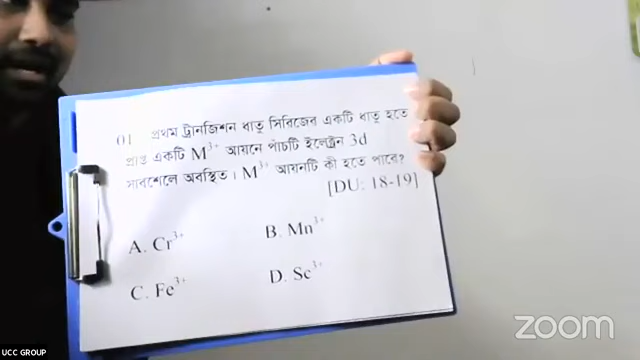 01 প্রথম ট্রানজিশন ধাতু সিরিজের একটি ধাতু হতে
প্রাপ্ত একটি M³⁺ আয়নে পাঁচটি ইলেক্ট্রন 3d
সাবশেলে অবস্থিত। M³⁺ আয়নটি কী হতে পারে?
[DU: 18-19]
A. Cr³⁺ B. Mn³⁺
C. Fe³⁺ D. Sc³⁺
zoom
UCC GROUP